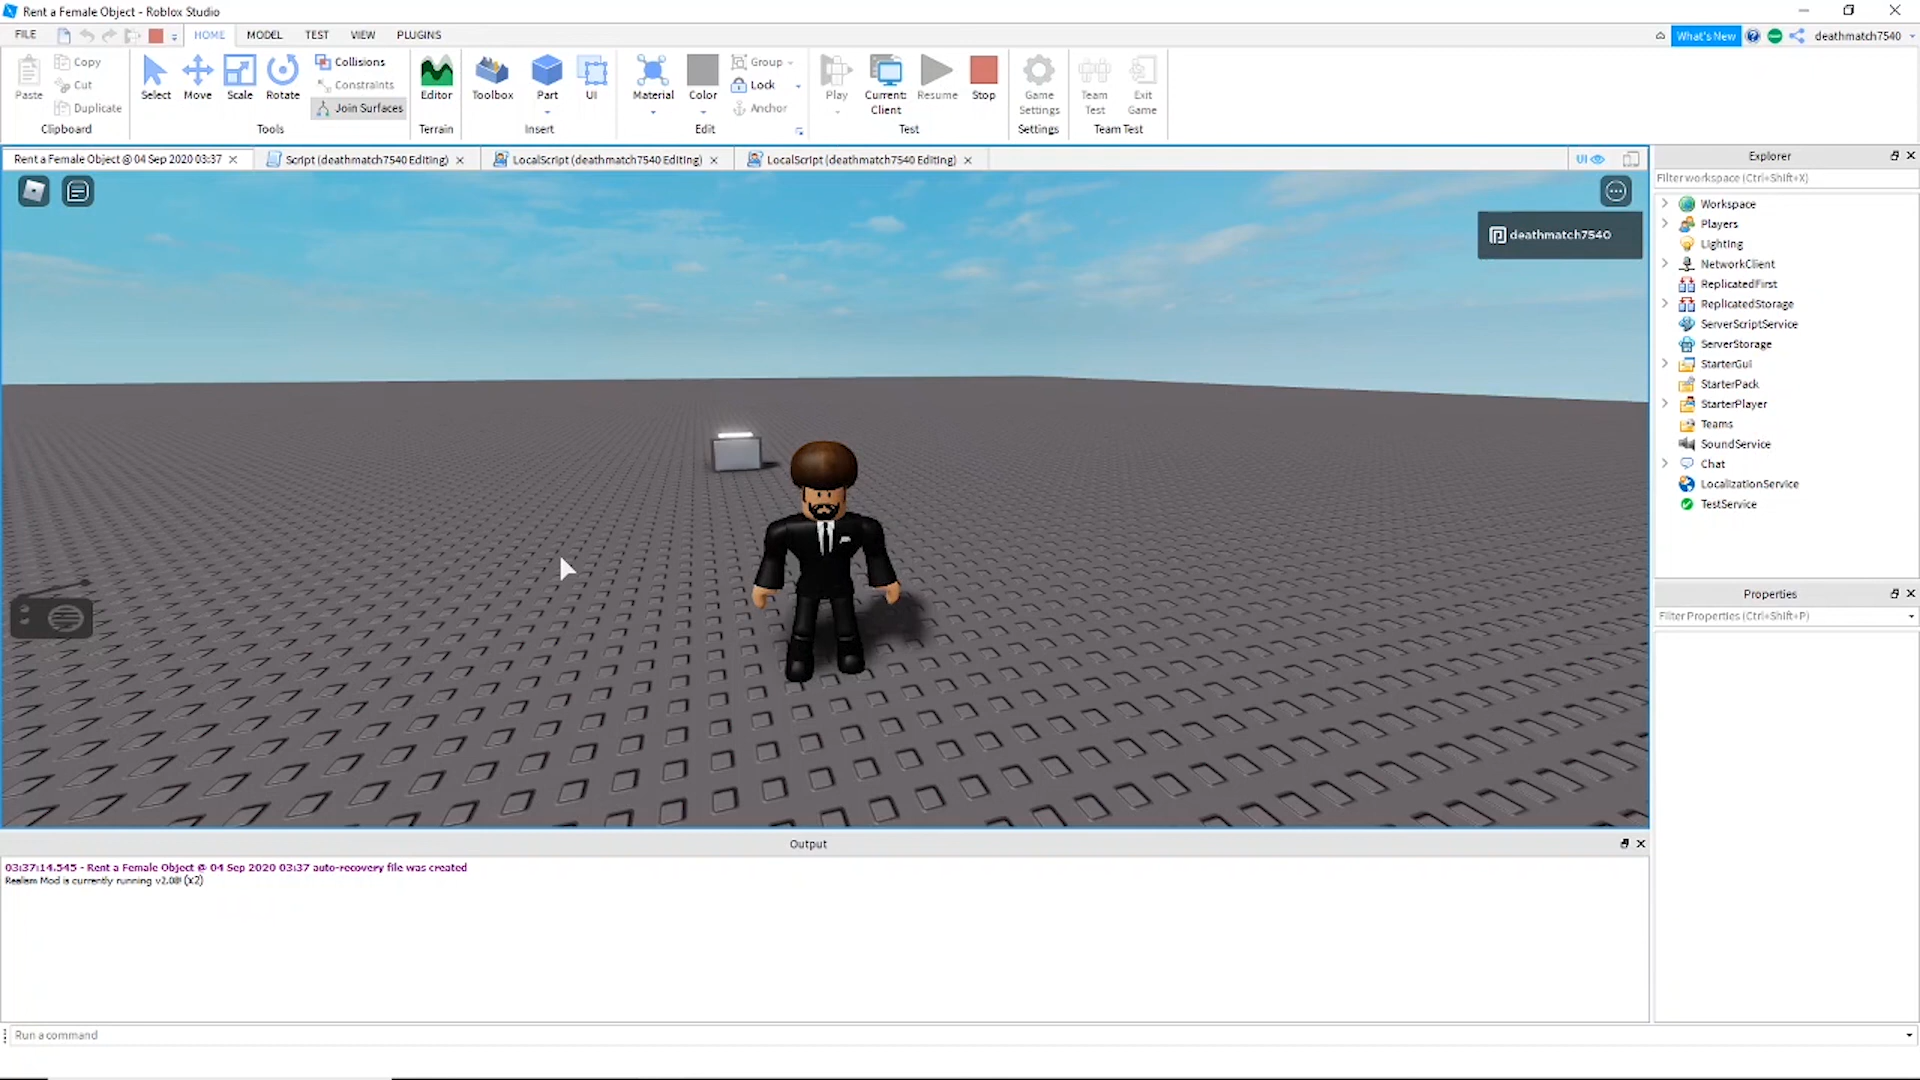 Rent a Female Object - Roblox Studio
FILE HOME MODEL TEST VIEW PLUGINS What's New deathmatch7540
Paste Copy Cut Duplicate Clipboard
Select Move Scale Rotate Collisions Constraints Join Surfaces Tools
Editor Terrain
Toolbox Part UI Insert
Material Color Group Lock Anchor Edit
Play Current: Client Resume Stop Test
Game Settings Settings
Team Test Exit Game Team Test
Rent a Female Object @ 04 Sep 2020 03:37 Script (deathmatch7540 Editing) LocalScript (deathmatch7540 Editing) LocalScript (deathmatch7540 Editing) UI
deathmatch7540
Explorer
Filter workspace (Ctrl+Shift+X)
Workspace
Players
Lighting
NetworkClient
ReplicatedFirst
ReplicatedStorage
ServerScriptService
ServerStorage
StarterGui
StarterPack
StarterPlayer
Teams
SoundService
Chat
LocalizationService
TestService
Properties
Filter Properties (Ctrl+Shift+P)
Output
03:37:14.545 - Rent a Female Object @ 04 Sep 2020 03:37 auto-recovery file was created
Realism Mod is currently running v2.08! (x2)
Run a command